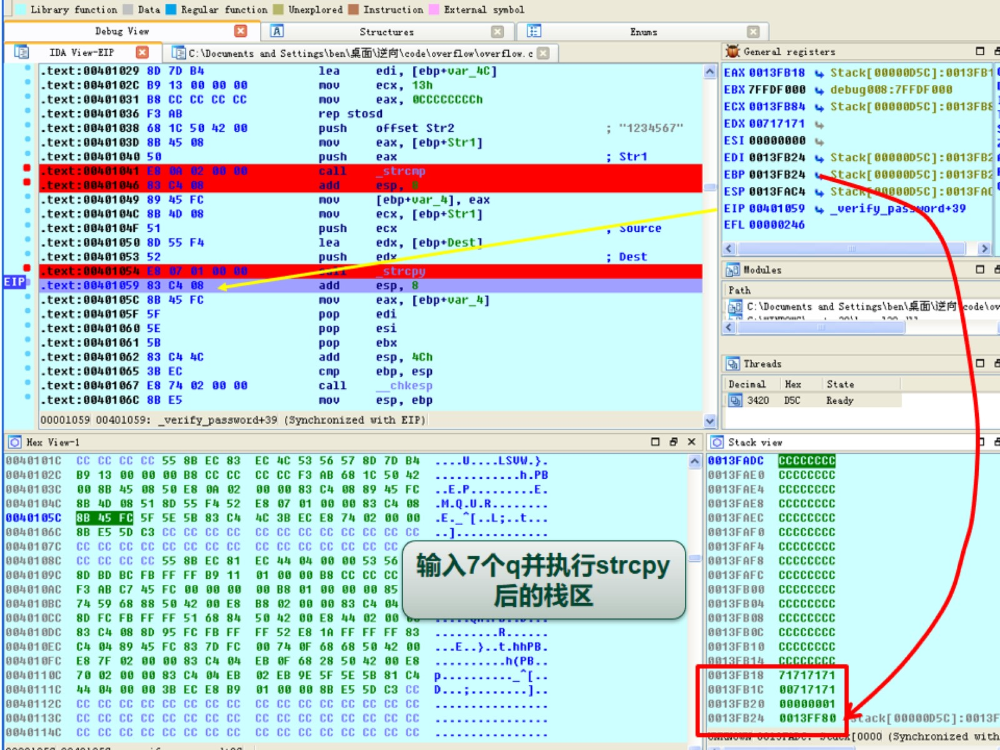 Library function Data Regular function Unexplored Instruction External symbol
Debug View Structures Enums
IDA View-EIP C:\Documents and Settings\ben\桌面\逆向\code\overflow\overflow.c
.text:00401029 8D 7D B4 lea edi, [ebp+var_4C]
.text:0040102C B9 13 00 00 00 mov ecx, 13h
.text:00401031 B8 CC CC CC CC mov eax, 0CCCCCCCCh
.text:00401036 F3 AB rep stosd
.text:00401038 68 1C 50 42 00 push offset Str2 ; "1234567"
.text:0040103D 8B 45 08 mov eax, [ebp+Str1]
.text:00401040 50 push eax ; Str1
.text:00401041 E8 0A 02 00 00 call _strcmp
.text:00401046 83 C4 08 add esp, 8
.text:00401049 89 45 FC mov [ebp+var_4], eax
.text:0040104C 8B 4D 08 mov ecx, [ebp+Str1]
.text:0040104F 51 push ecx ; Source
.text:00401050 8D 55 F4 lea edx, [ebp+Dest]
.text:00401053 52 push edx ; Dest
.text:00401054 E8 07 01 00 00 call _strcpy
EIP .text:00401059 83 C4 08 add esp, 8
.text:0040105C 8B 45 FC mov eax, [ebp+var_4]
.text:0040105F 5F pop edi
.text:00401060 5E pop esi
.text:00401061 5B pop ebx
.text:00401062 83 C4 4C add esp, 4Ch
.text:00401065 3B EC cmp ebp, esp
.text:00401067 E8 74 02 00 00 call __chkesp
.text:0040106C 8B E5 mov esp, ebp
00001059 00401059: _verify_password+39 (Synchronized with EIP)
General registers
EAX 0013FB18 Stack[00000D5C]:0013FB1
EBX 7FFDF000 debug008:7FFDF000
ECX 0013FB84 Stack[00000D5C]:0013FB8
EDX 00717171
ESI 00000000
EDI 0013FB24 Stack[00000D5C]:0013FB2
EBP 0013FB24 Stack[00000D5C]:0013FB2
ESP 0013FAC4 Stack[00000D5C]:0013FAC
EIP 00401059 _verify_password+39
EFL 00000246
Modules
Path
C:\Documents and Settings\ben\桌面\逆向\code\ov
Threads
Decimal Hex State
3420 D5C Ready
Hex View-1
0040101C CC CC CC CC 55 8B EC 83 EC 4C 53 56 57 8D 7D B4 ....U....LSVW.}.
0040102C B9 13 00 00 00 B8 CC CC CC CC F3 AB 68 1C 50 42 ............h.PB
0040103C 00 8B 45 08 50 E8 0A 02 00 00 83 C4 08 89 45 FC ..E.P.........E.
0040104C 8B 4D 08 51 8D 55 F4 52 E8 07 01 00 00 83 C4 08 .M.Q.U.R........
0040105C 8B 45 FC 5F 5E 5B 83 C4 4C 3B EC E8 74 02 00 00 .E._^[..L;..t...
0040106C 8B E5 5D C3 CC CC CC CC CC CC CC CC CC CC CC CC ..].............
0040107C CC CC CC CC CC CC CC CC CC CC CC CC CC CC CC
0040108C CC CC CC CC 55 8B EC 81 EC 44 04 00 00 53 56
0040109C 8D BD BC FB FF FF B9 11 01 00 00 B8 CC CC CC
004010AC F3 AB C7 45 FC 00 00 00 00 B8 01 00 00 00 85
004010BC 74 59 68 88 50 42 00 E8 B8 02 00 00 83 C4 04
004010CC 8D FC FB FF FF 51 68 84 50 42 00 E8 44 02 00
004010DC 83 C4 08 8D 95 FC FB FF FF 52 E8 1A FF FF FF 83 .........R......
004010EC C4 04 89 45 FC 83 7D FC 00 74 0F 68 68 50 42 00 ...E..}..t.hhPB.
004010FC E8 7F 02 00 00 83 C4 04 EB 0F 68 28 50 42 00 E8 ..........h(PB..
0040110C 70 02 00 00 83 C4 04 EB 02 EB 9E 5F 5E 5B 81 C4 p.........._^[..
0040111C 44 04 00 00 3B EC E8 B9 01 00 00 8B E5 5D C3 CC D...;........]..
0040112C CC CC CC CC CC CC CC CC CC CC CC CC CC CC CC CC ................
0040113C CC CC CC CC CC CC CC CC CC CC CC CC CC CC CC CC ................
0040114C CC CC CC CC CC CC CC CC CC CC CC CC CC CC CC CC ................
输入7个q并执行strcpy
后的栈区
Stack view
0013FADC CCCCCCCC
0013FAE0 CCCCCCCC
0013FAE4 CCCCCCCC
0013FAE8 CCCCCCCC
0013FAEC CCCCCCCC
0013FAF0 CCCCCCCC
0013FAF4 CCCCCCCC
0013FAF8 CCCCCCCC
0013FAFC CCCCCCCC
0013FB00 CCCCCCCC
0013FB04 CCCCCCCC
0013FB08 CCCCCCCC
0013FB0C CCCCCCCC
0013FB10 CCCCCCCC
0013FB14 CCCCCCCC
0013FB18 71717171
0013FB1C 00717171
0013FB20 00000001
0013FB24 0013FF80 Stack[00000D5C]:0013F
(Synchronized with